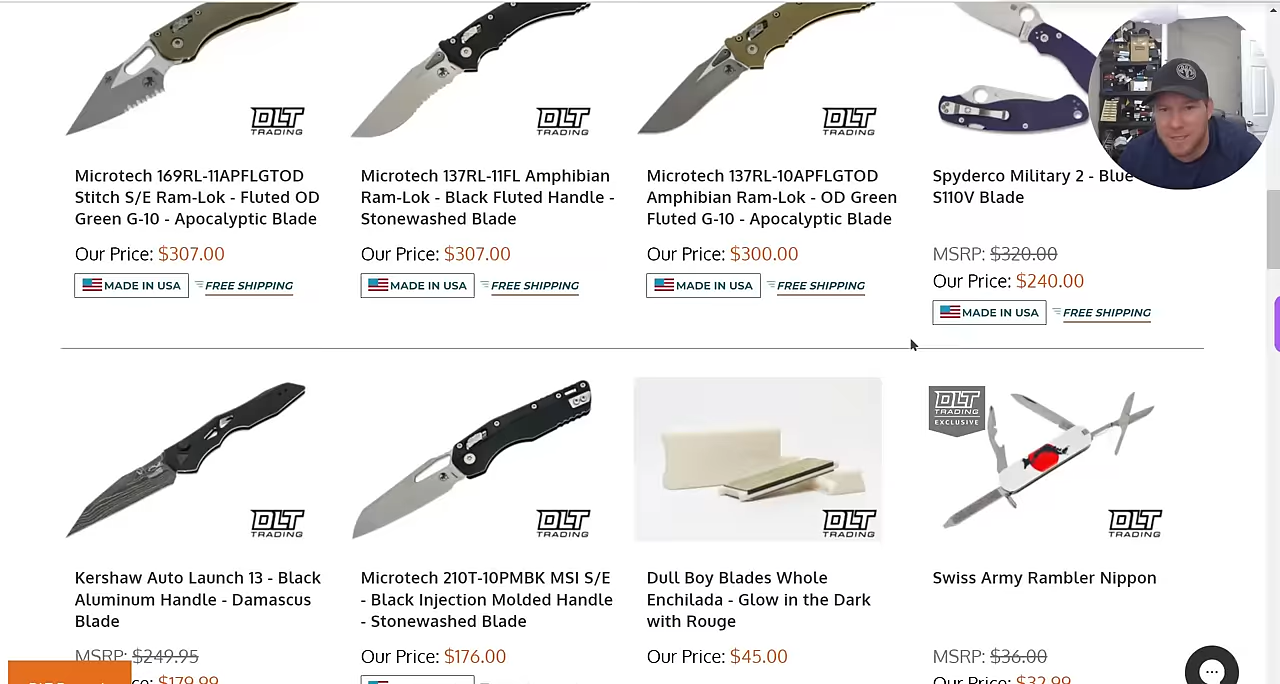 DLT
TRADING
DLT
TRADING
DLT
TRADING
Microtech 169RL-11APFLGTOD
Stitch S/E Ram-Lok - Fluted OD
Green G-10 - Apocalyptic Blade
Our Price: $307.00
MADE IN USA FREE SHIPPING
Microtech 137RL-11FL Amphibian
Ram-Lok - Black Fluted Handle -
Stonewashed Blade
Our Price: $307.00
MADE IN USA FREE SHIPPING
Microtech 137RL-10APFLGTOD
Amphibian Ram-Lok - OD Green
Fluted G-10 - Apocalyptic Blade
Our Price: $300.00
MADE IN USA FREE SHIPPING
Spyderco Military 2 - Blue
S110V Blade
MSRP: $320.00
Our Price: $240.00
MADE IN USA FREE SHIPPING
DLT
TRADING
Kershaw Auto Launch 13 - Black
Aluminum Handle - Damascus
Blade
MSRP: $249.95
$179.99
DLT
TRADING
Microtech 210T-10PMBK MSI S/E
- Black Injection Molded Handle
- Stonewashed Blade
Our Price: $176.00
DLT
TRADING
Dull Boy Blades Whole
Enchilada - Glow in the Dark
with Rouge
Our Price: $45.00
DLT
TRADING
EXCLUSIVE
DLT
TRADING
Swiss Army Rambler Nippon
MSRP: $36.00
Our Price: $32.99